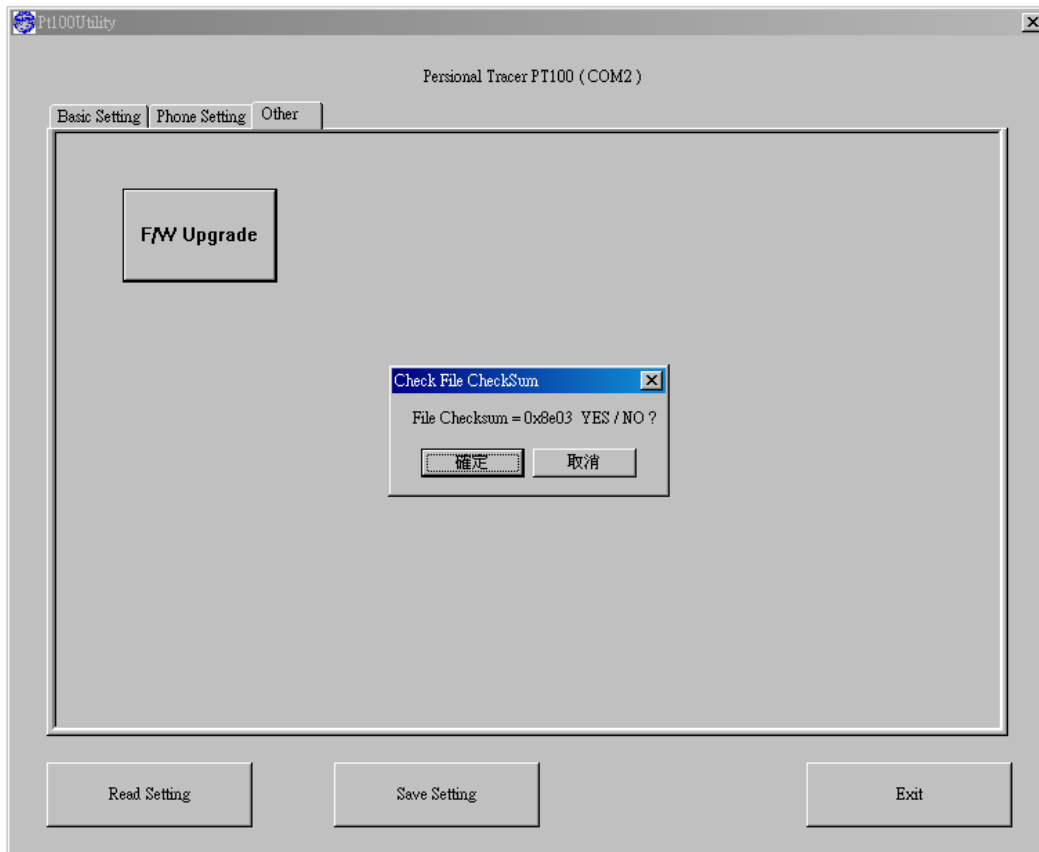 Pt100Utility
Persional Tracer PT100 ( COM2 )
Basic Setting Phone Setting Other
F/W Upgrade
Check File CheckSum
File Checksum = 0x8e03 YES / NO ?
確定 取消
Read Setting Save Setting Exit